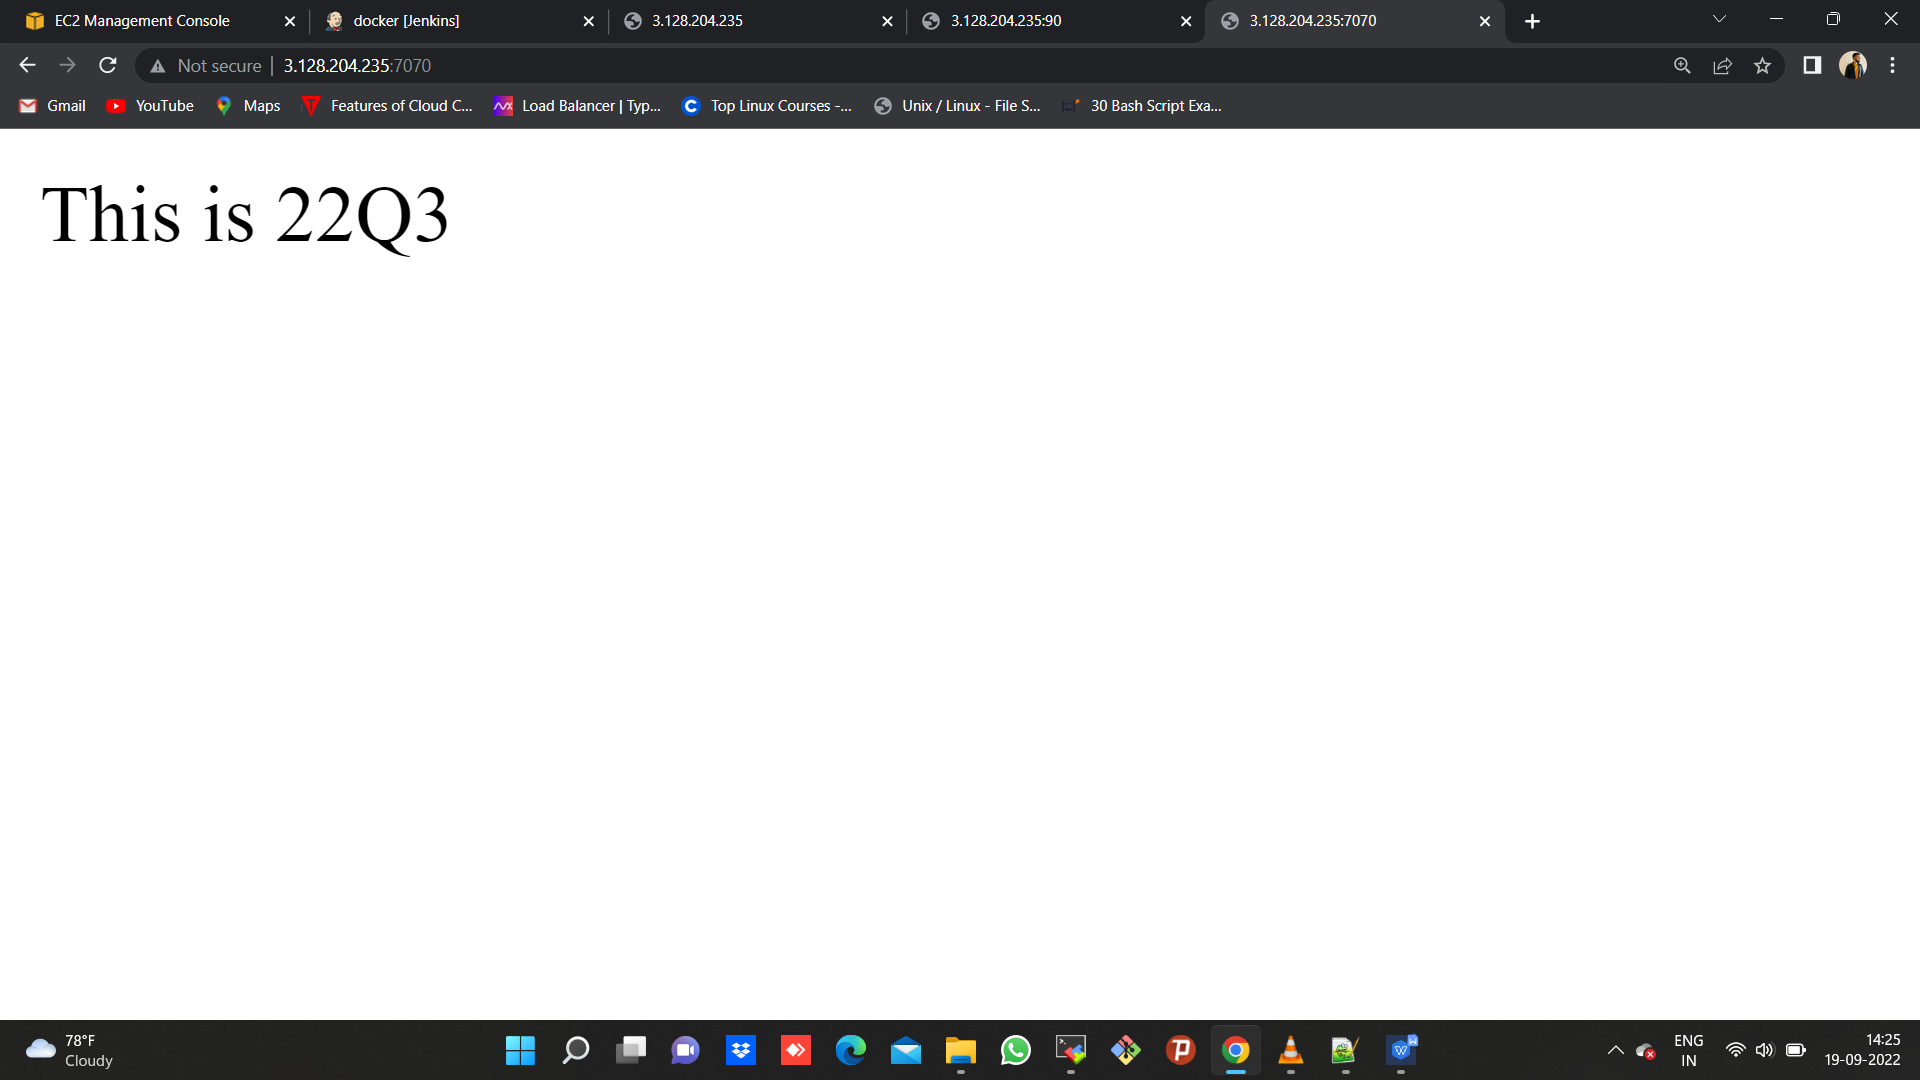 EC2 Management Console
docker [Jenkins]
3.128.204.235
3.128.204.235:90
3.128.204.235:7070
Not secure
3.128.204.235:7070
Gmail
YouTube
Maps
Features of Cloud C...
Load Balancer | Typ...
Top Linux Courses -...
Unix / Linux - File S...
30 Bash Script Exa...
This is 22Q3
78°F
Cloudy
ENG
IN
14:25
19-09-2022